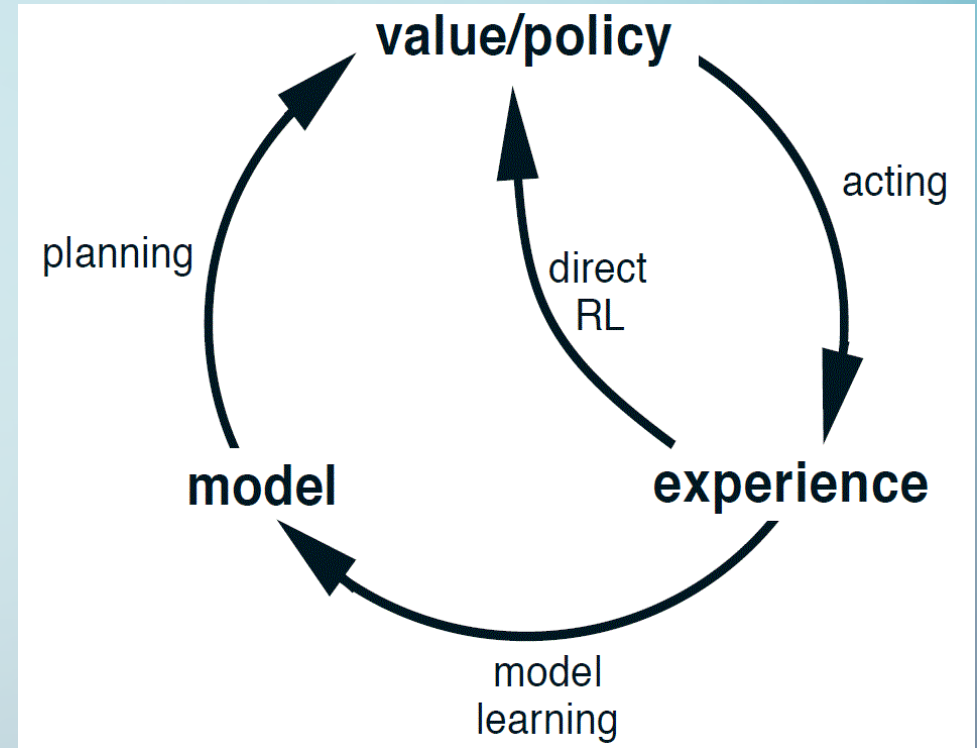 value/policy
acting
planning
direct
RL
model
experience
model
learning